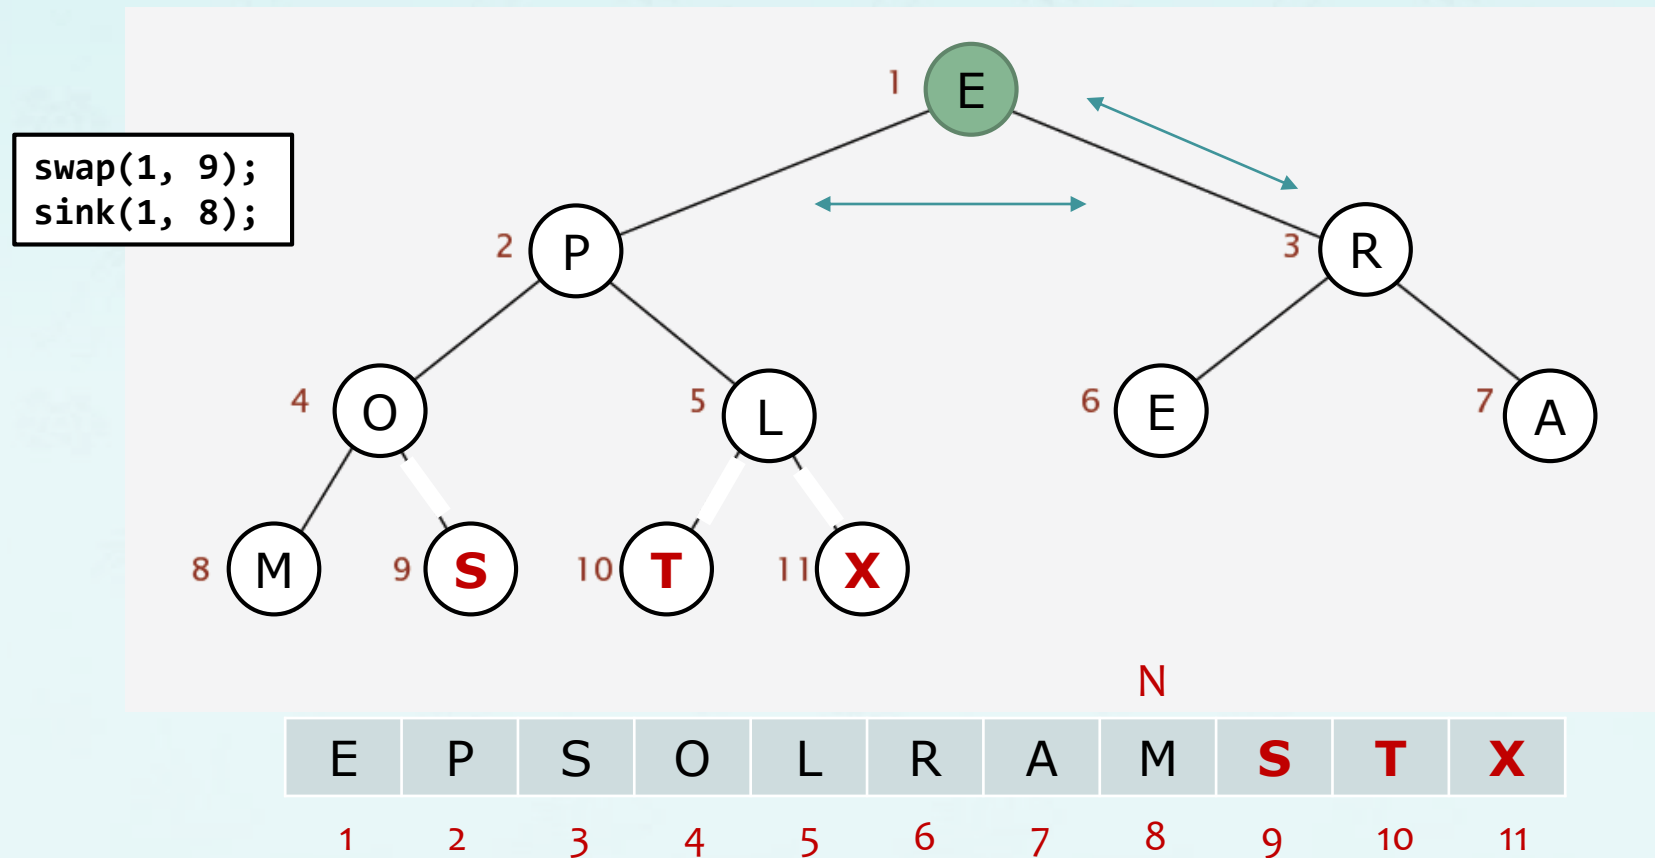 1 E
swap(1, 9);
sink(1, 8);
2 P 3 R
4 O 5 L 6 E 7 A
8 M 9 S 10 T 11 X
N
E P S O L R A M S T X
1 2 3 4 5 6 7 8 9 10 11